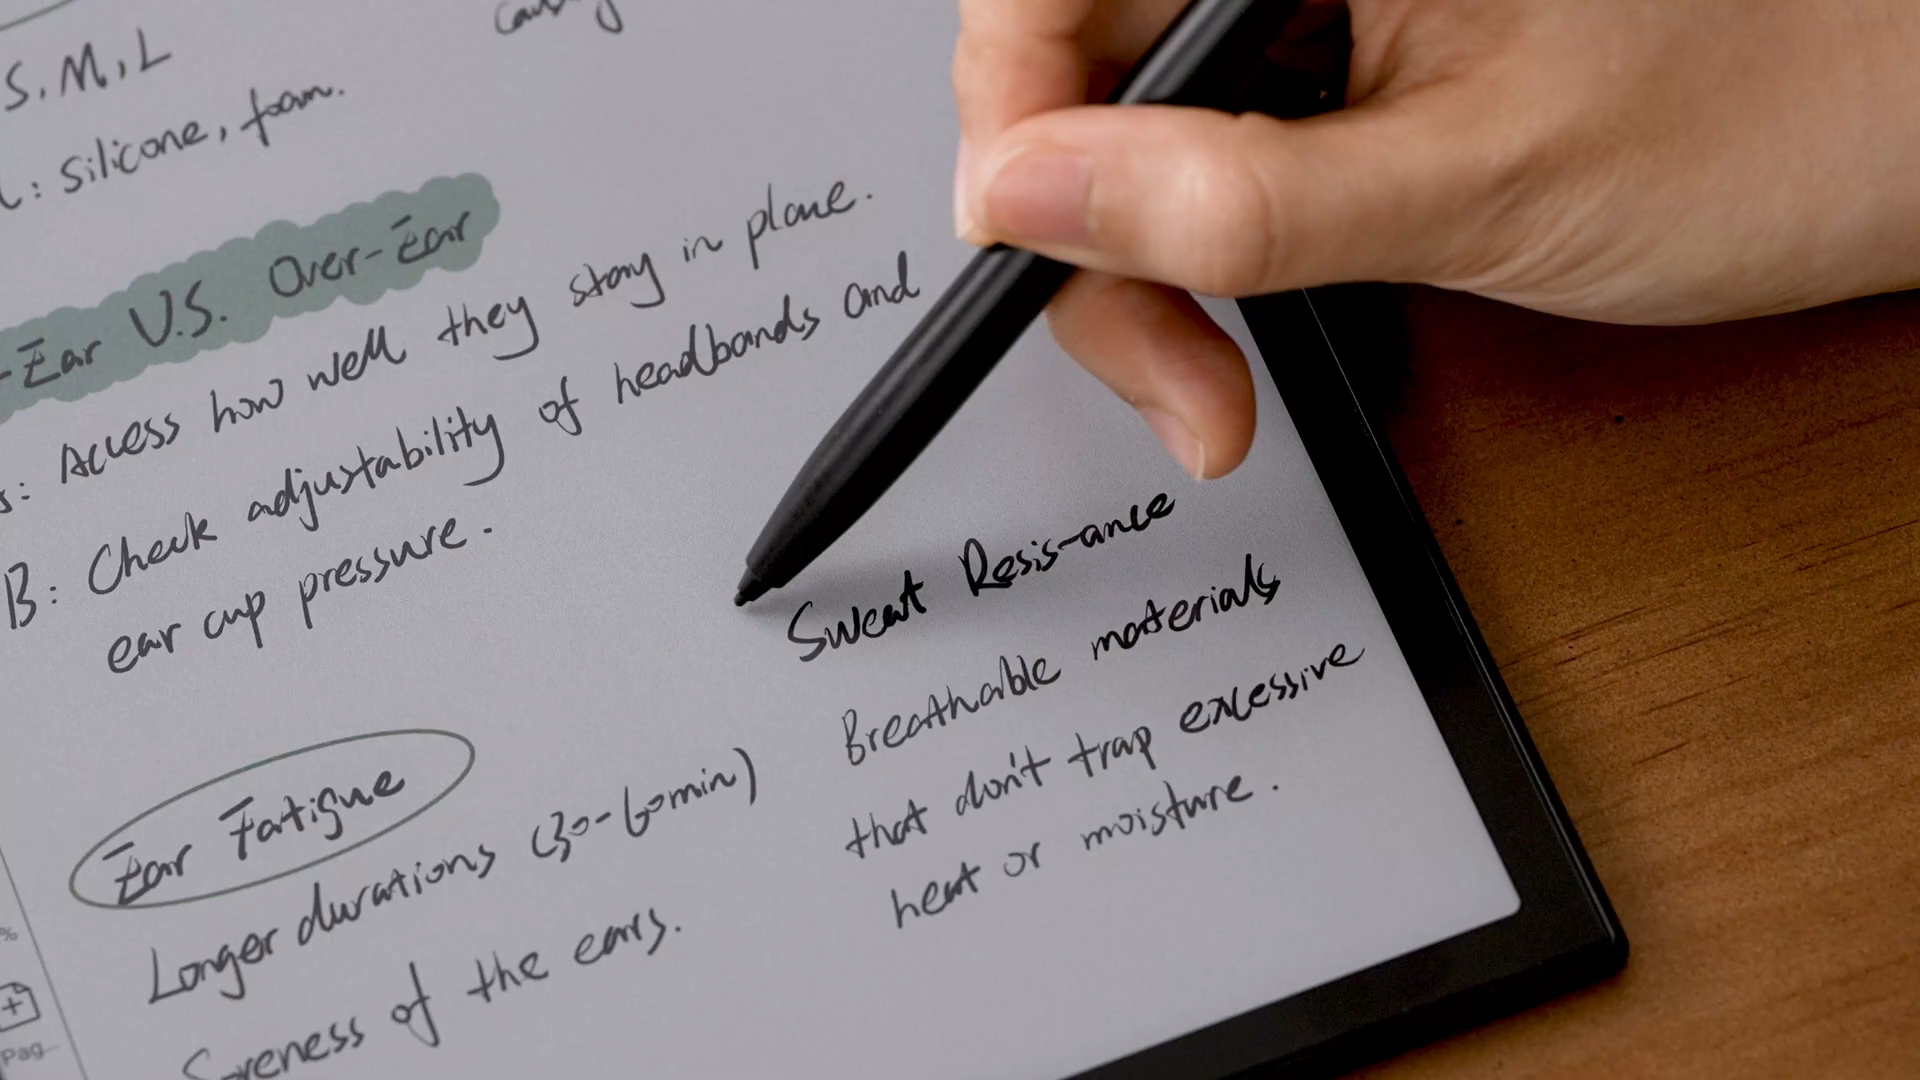 S, M, L
: silicone, foam.
-Ear V.S. Over-Ear
s: Access how well they stay in place.
B: Check adjustability of headbands and
ear cup pressure.
Sweat Resis-ance
Breathable materials
that don't trap excessive
heat or moisture.
Ear Fatigue
Longer durations (30-60min)
Soreness of the ears.
%
Pag